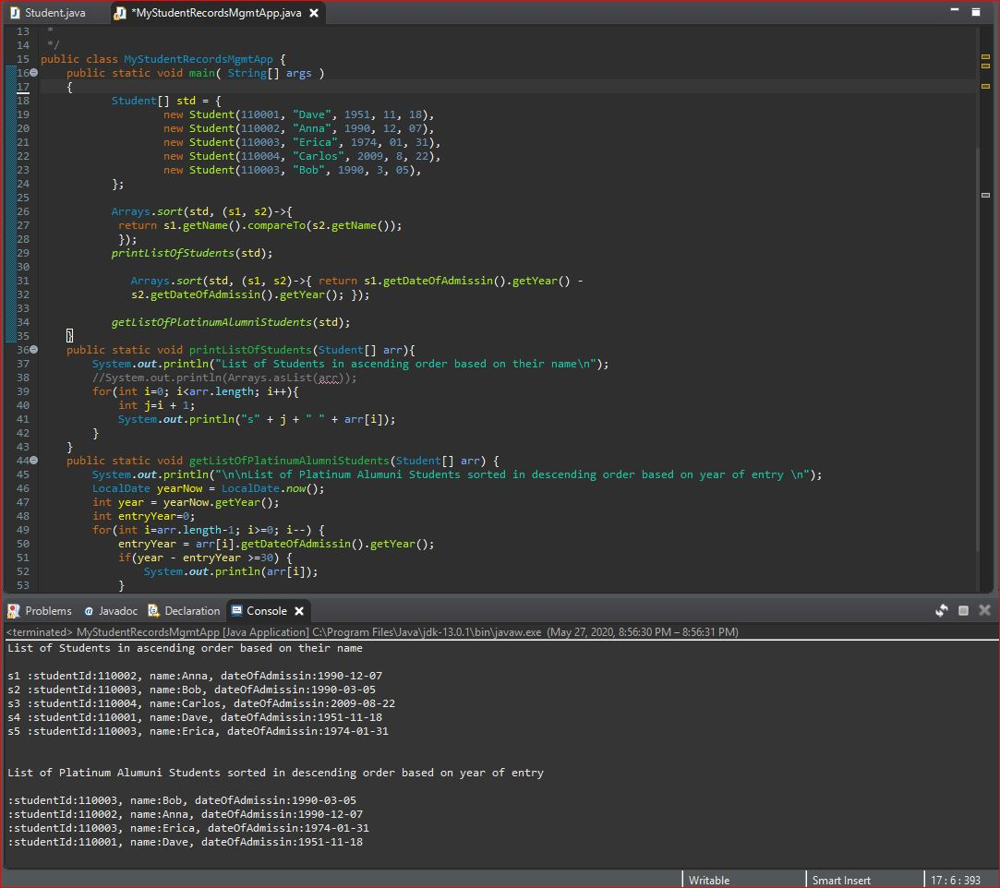 Student.java *MyStudentRecordsMgmtApp.java
13 *
14 */
15 public class MyStudentRecordsMgmtApp {
16 public static void main( String[] args )
17 {
18 Student[] std = {
19 new Student(110001, "Dave", 1951, 11, 18),
20 new Student(110002, "Anna", 1990, 12, 07),
21 new Student(110003, "Erica", 1974, 01, 31),
22 new Student(110004, "Carlos", 2009, 8, 22),
23 new Student(110003, "Bob", 1990, 3, 05),
24 };
25
26 Arrays.sort(std, (s1, s2)->{
27 return s1.getName().compareTo(s2.getName());
28 });
29 printListOfStudents(std);
30
31 Arrays.sort(std, (s1, s2)->{ return s1.getDateOfAdmissin().getYear() -
32 s2.getDateOfAdmissin().getYear(); });
33
34 getListOfPlatinumAlumniStudents(std);
35 }
36 public static void printListOfStudents(Student[] arr){
37 System.out.println("List of Students in ascending order based on their name\n");
38 //System.out.println(Arrays.asList(arr));
39 for(int i=0; i<arr.length; i++){
40 int j=i + 1;
41 System.out.println("s" + j + " " + arr[i]);
42 }
43 }
44 public static void getListOfPlatinumAlumniStudents(Student[] arr) {
45 System.out.println("\n\nList of Platinum Alumuni Students sorted in descending order based on year of entry \n");
46 LocalDate yearNow = LocalDate.now();
47 int year = yearNow.getYear();
48 int entryYear=0;
49 for(int i=arr.length-1; i>=0; i--) {
50 entryYear = arr[i].getDateOfAdmissin().getYear();
51 if(year - entryYear >=30) {
52 System.out.println(arr[i]);
53 }
Problems Javadoc Declaration Console
<terminated> MyStudentRecordsMgmtApp [Java Application] C:\Program Files\Java\jdk-13.0.1\bin\javaw.exe (May 27, 2020, 8:56:30 PM – 8:56:31 PM)
List of Students in ascending order based on their name
s1 :studentId:110002, name:Anna, dateOfAdmissin:1990-12-07
s2 :studentId:110003, name:Bob, dateOfAdmissin:1990-03-05
s3 :studentId:110004, name:Carlos, dateOfAdmissin:2009-08-22
s4 :studentId:110001, name:Dave, dateOfAdmissin:1951-11-18
s5 :studentId:110003, name:Erica, dateOfAdmissin:1974-01-31
List of Platinum Alumuni Students sorted in descending order based on year of entry
:studentId:110003, name:Bob, dateOfAdmissin:1990-03-05
:studentId:110002, name:Anna, dateOfAdmissin:1990-12-07
:studentId:110003, name:Erica, dateOfAdmissin:1974-01-31
:studentId:110001, name:Dave, dateOfAdmissin:1951-11-18
Writable Smart Insert 17 : 6 : 393